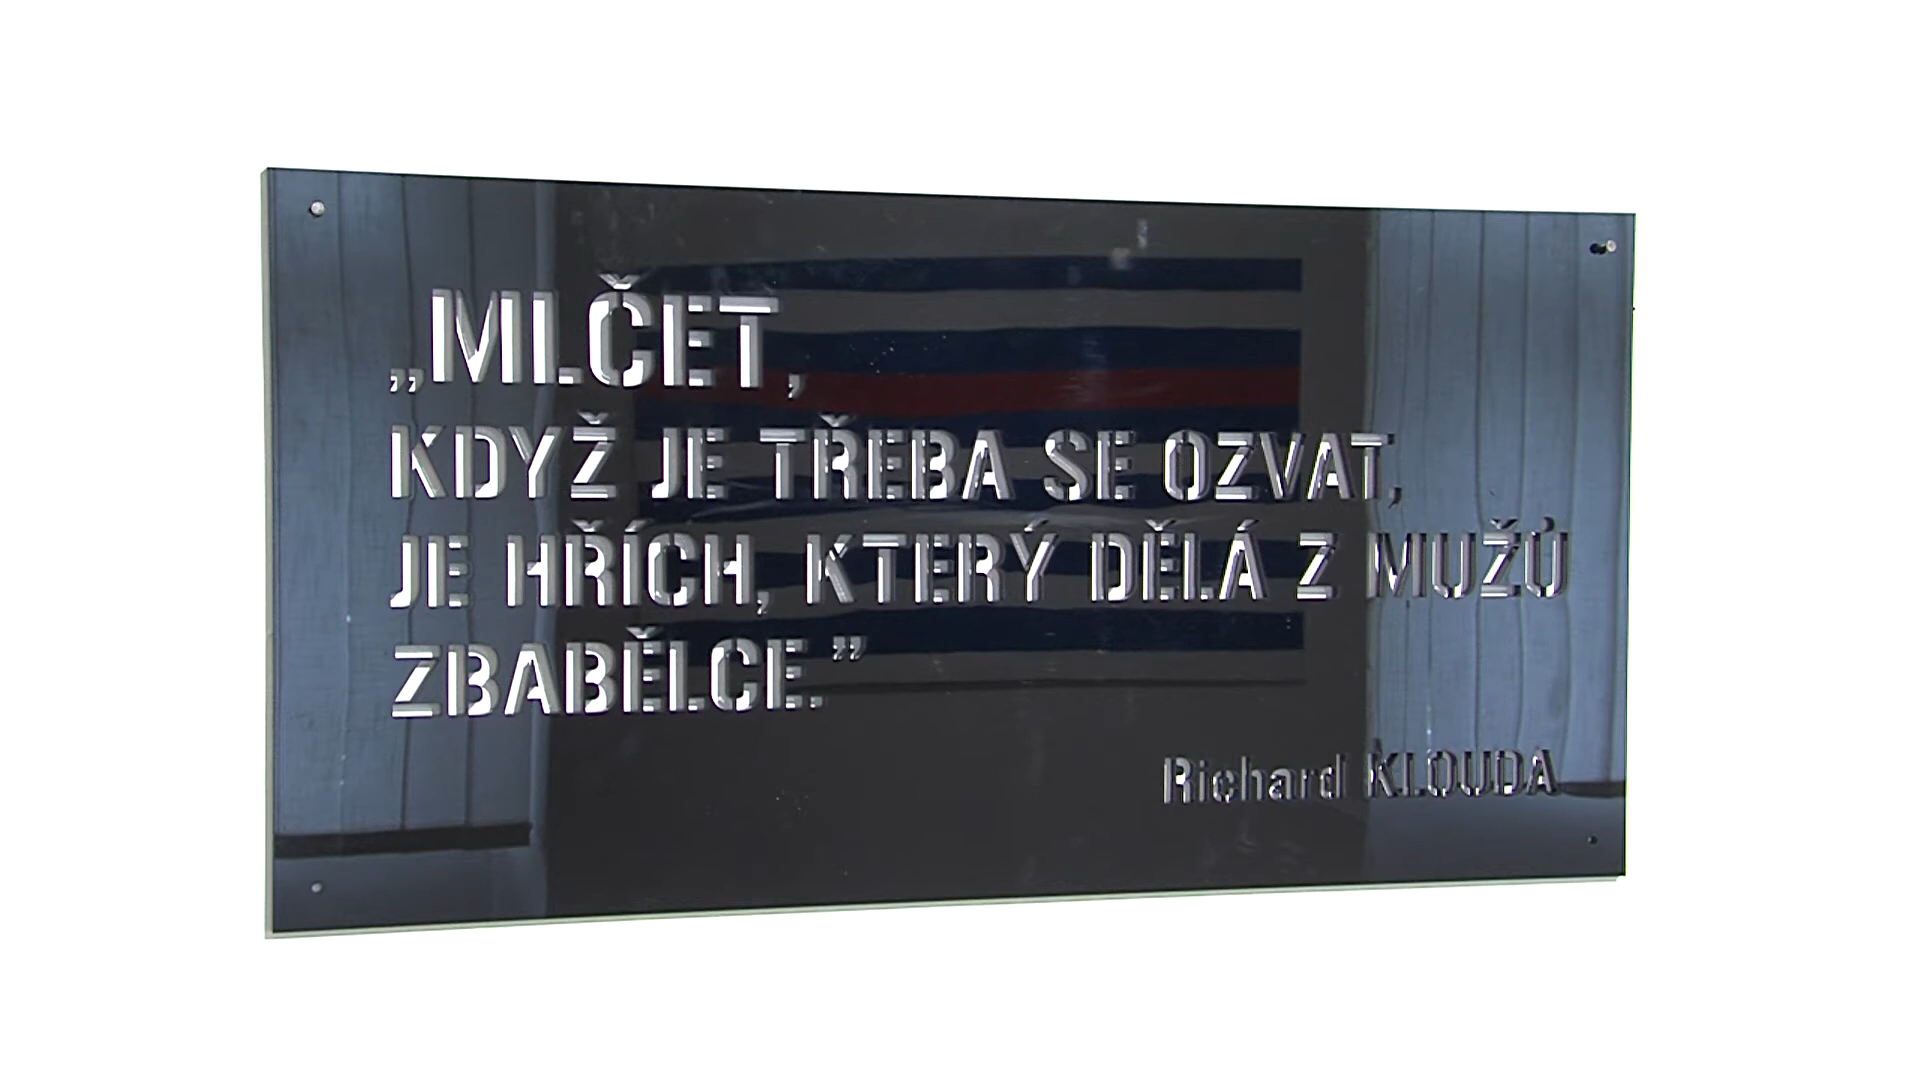 „MLČET,
KDYŽ JE TŘEBA SE OZVAT,
JE HŘÍCH, KTERÝ DĚLÁ Z MUŽŮ
ZBABĚLCE.”
Richard KLOUDA